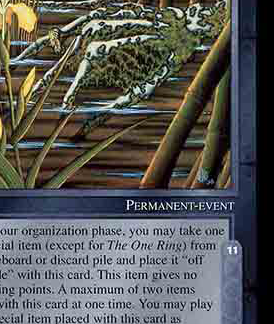 PERMANENT-EVENT
our organization phase, you may take one
ial item (except for The One Ring) from
eboard or discard pile and place it “off
le” with this card. This item gives no
ing points. A maximum of two items
with this card at one time. You may play
ecial item placed with this card as
11